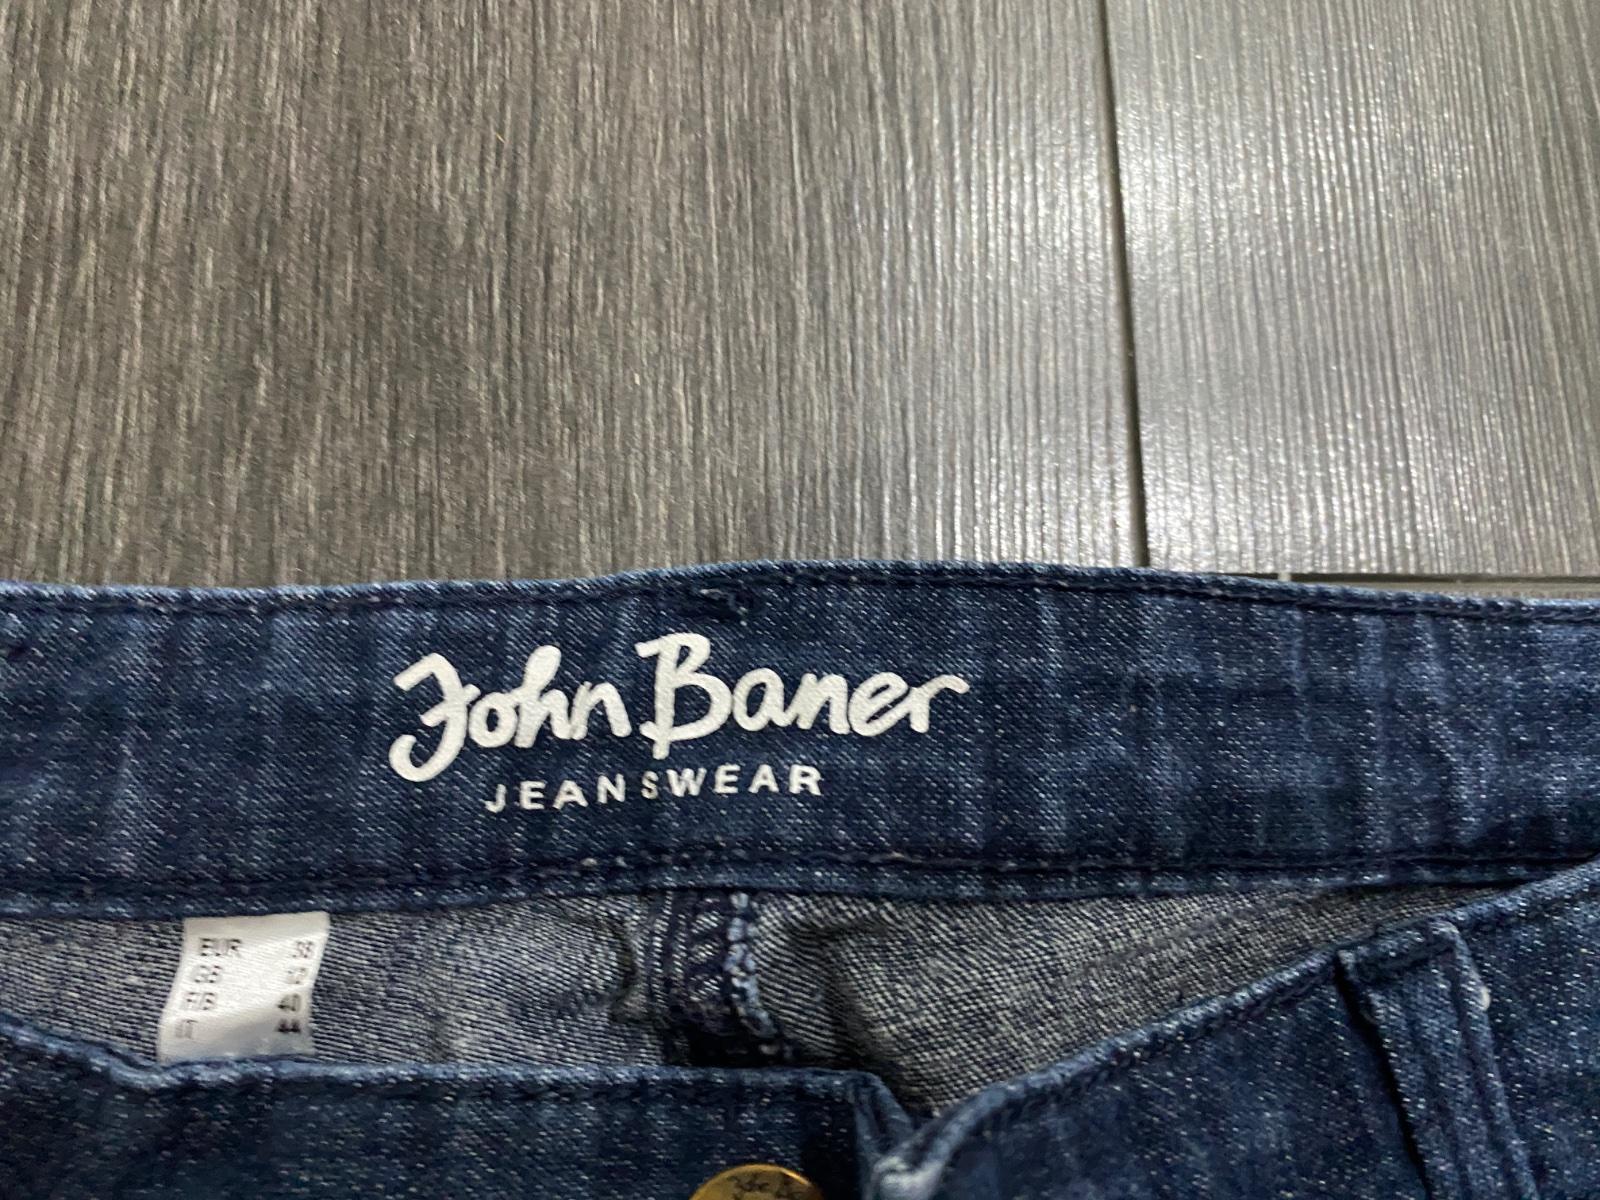 John Baner
JEANSWEAR
EUR 38
GB 12
F/B 40
IT 44